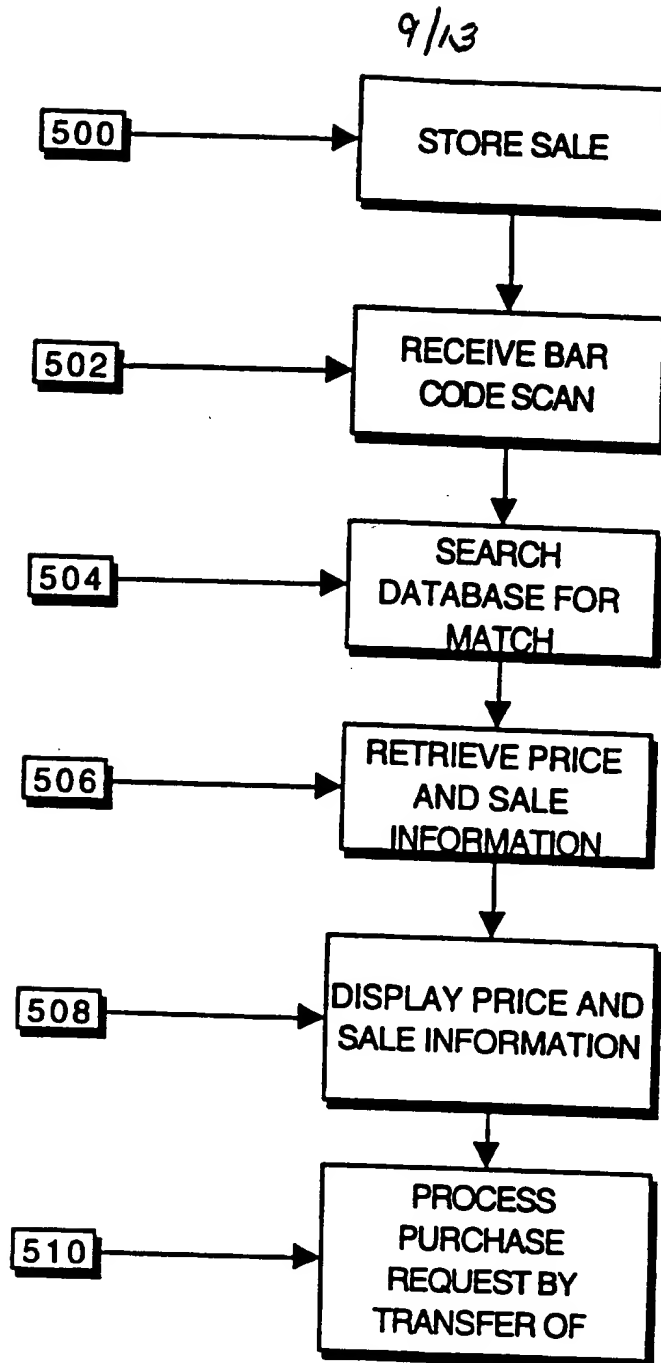 9/13
500
STORE SALE
502
RECEIVE BAR
CODE SCAN
504
SEARCH
DATABASE FOR
MATCH
506
RETRIEVE PRICE
AND SALE
INFORMATION
508
DISPLAY PRICE AND
SALE INFORMATION
510
PROCESS
PURCHASE
REQUEST BY
TRANSFER OF